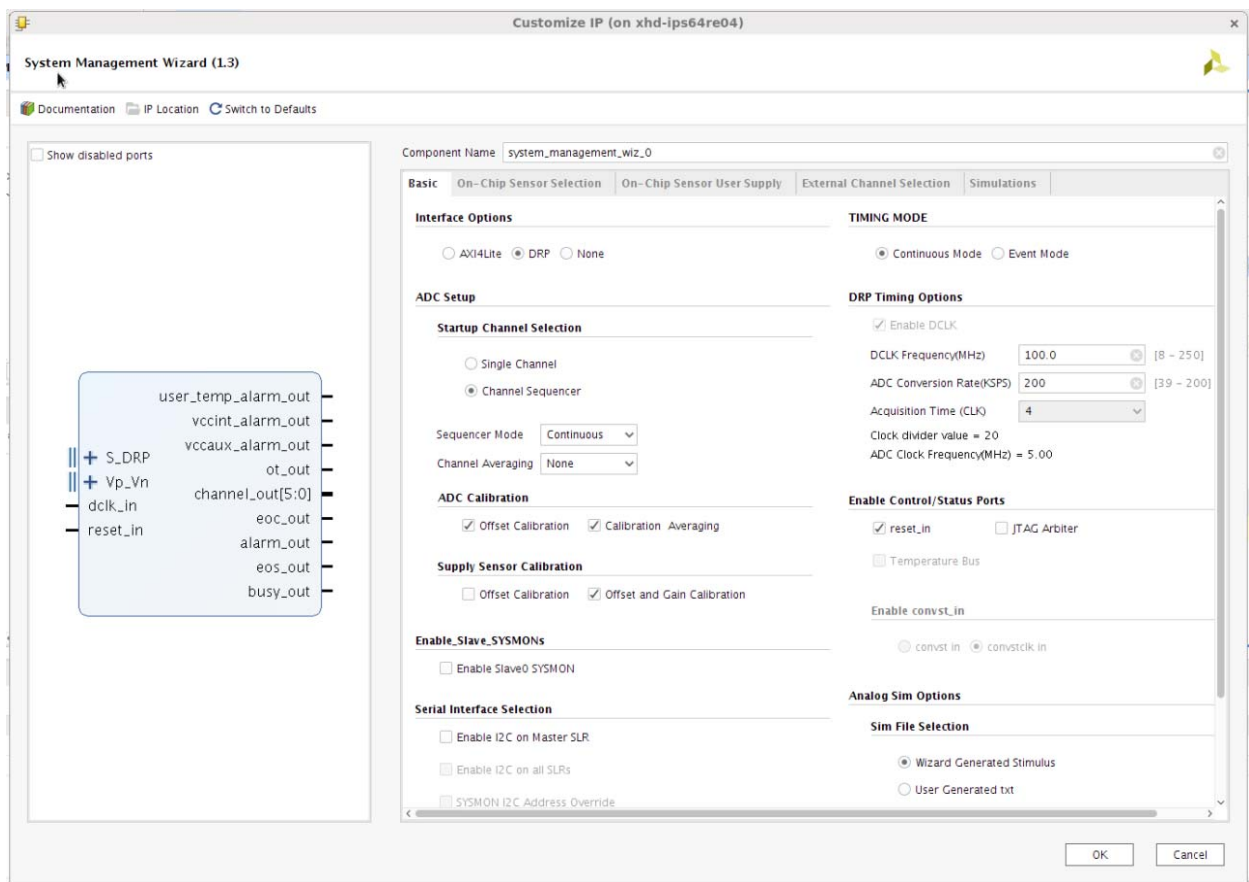 Customize IP (on xhd-ips64re04)
System Management Wizard (1.3)
Documentation IP Location Switch to Defaults
Show disabled ports
S_DRP
Vp_Vn
dclk_in
reset_in
user_temp_alarm_out
vccint_alarm_out
vccaux_alarm_out
ot_out
channel_out[5:0]
eoc_out
alarm_out
eos_out
busy_out
Component Name system_management_wiz_0
Basic On-Chip Sensor Selection On-Chip Sensor User Supply External Channel Selection Simulations
Interface Options
AXI4Lite DRP None
ADC Setup
Startup Channel Selection
Single Channel
Channel Sequencer
Sequencer Mode Continuous
Channel Averaging None
ADC Calibration
Offset Calibration Calibration Averaging
Supply Sensor Calibration
Offset Calibration Offset and Gain Calibration
Enable_Slave_SYSMONs
Enable Slave0 SYSMON
Serial Interface Selection
Enable I2C on Master SLR
Enable I2C on all SLRs
SYSMON I2C Address Override
TIMING MODE
Continuous Mode Event Mode
DRP Timing Options
Enable DCLK
DCLK Frequency(MHz) 100.0 [8 - 250]
ADC Conversion Rate(KSPS) 200 [39 - 200]
Acquisition Time (CLK) 4
Clock divider value = 20
ADC Clock Frequency(MHz) = 5.00
Enable Control/Status Ports
reset_in JTAG Arbiter
Temperature Bus
Enable convst_in
convst in convstclk in
Analog Sim Options
Sim File Selection
Wizard Generated Stimulus
User Generated txt
OK Cancel